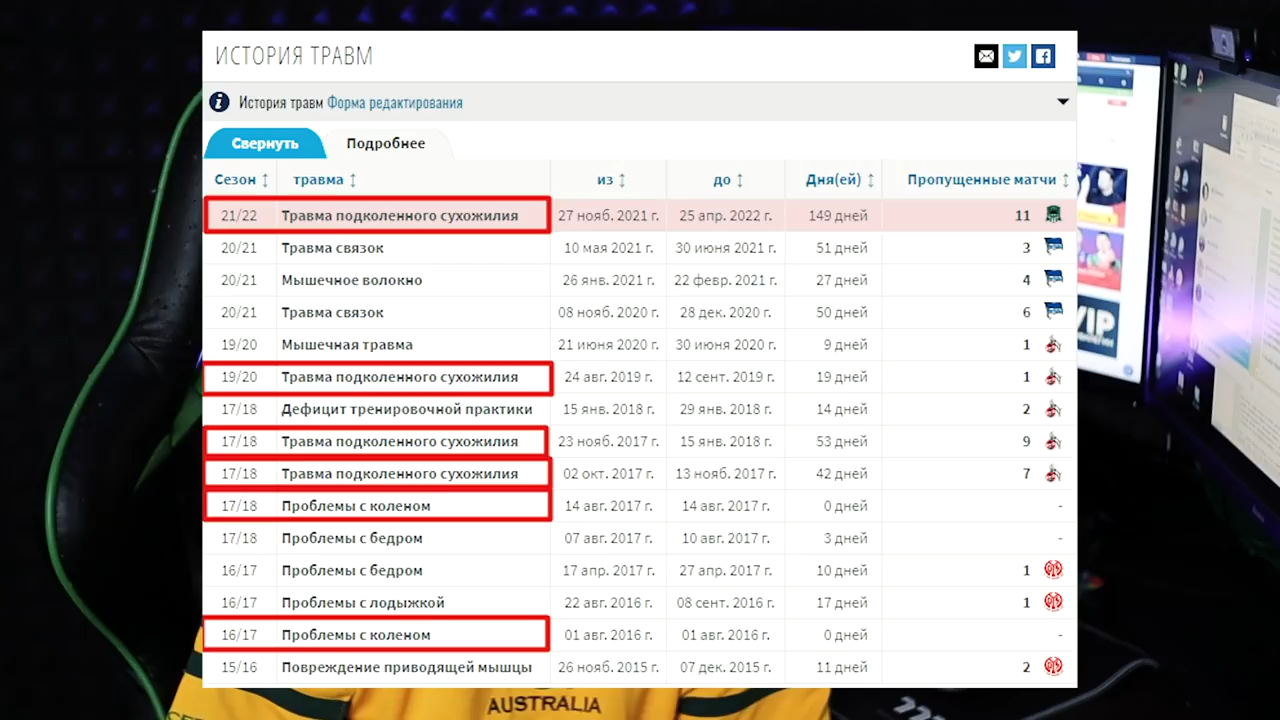 ИСТОРИЯ ТРАВМ
История травм Форма редактирования
Свернуть Подробнее
Сезон травма из до Дня(ей) Пропущенные матчи
21/22 Травма подколенного сухожилия 27 нояб. 2021 г. 25 апр. 2022 г. 149 дней 11
20/21 Травма связок 10 мая 2021 г. 30 июня 2021 г. 51 дней 3
20/21 Мышечное волокно 26 янв. 2021 г. 22 февр. 2021 г. 27 дней 4
20/21 Травма связок 08 нояб. 2020 г. 28 дек. 2020 г. 50 дней 6
19/20 Мышечная травма 21 июня 2020 г. 30 июня 2020 г. 9 дней 1
19/20 Травма подколенного сухожилия 24 авг. 2019 г. 12 сент. 2019 г. 19 дней 1
17/18 Дефицит тренировочной практики 15 янв. 2018 г. 29 янв. 2018 г. 14 дней 2
17/18 Травма подколенного сухожилия 23 нояб. 2017 г. 15 янв. 2018 г. 53 дней 9
17/18 Травма подколенного сухожилия 02 окт. 2017 г. 13 нояб. 2017 г. 42 дней 7
17/18 Проблемы с коленом 14 авг. 2017 г. 14 авг. 2017 г. 0 дней -
17/18 Проблемы с бедром 07 авг. 2017 г. 10 авг. 2017 г. 3 дней -
16/17 Проблемы с бедром 17 апр. 2017 г. 27 апр. 2017 г. 10 дней 1
16/17 Проблемы с лодыжкой 22 авг. 2016 г. 08 сент. 2016 г. 17 дней 1
16/17 Проблемы с коленом 01 авг. 2016 г. 01 авг. 2016 г. 0 дней -
15/16 Повреждение приводящей мышцы 26 нояб. 2015 г. 07 дек. 2015 г. 11 дней 2
VIP
AUSTRALIA